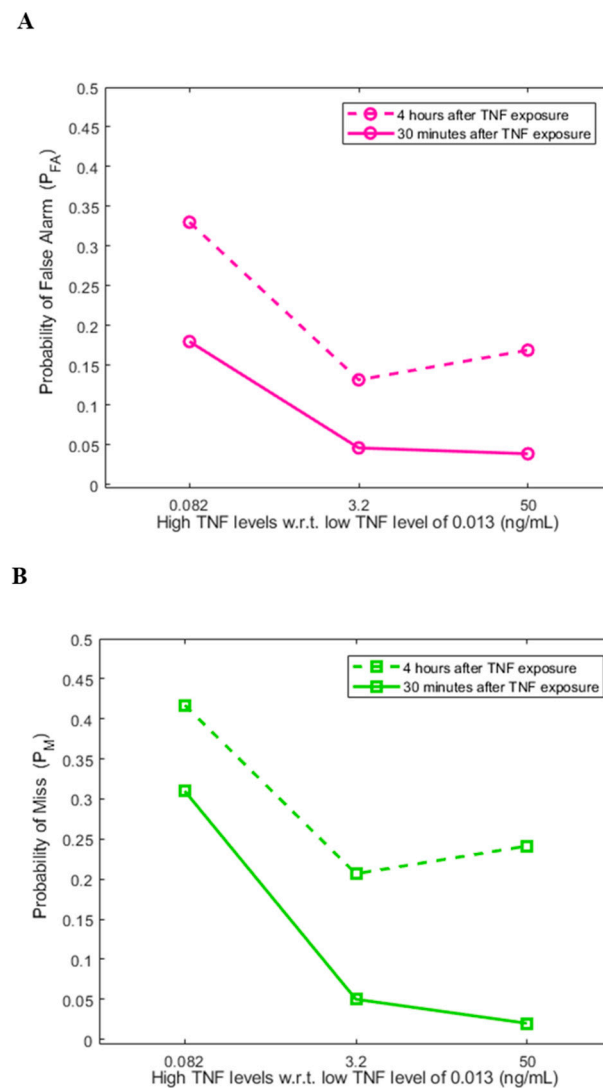 A
0.5
0.45
0.4
0.35
0.3
0.25
0.2
0.15
0.1
0.05
0
Probability of False Alarm (P_FA)
4 hours after TNF exposure
30 minutes after TNF exposure
0.082 3.2 50
High TNF levels w.r.t. low TNF level of 0.013 (ng/mL)
B
0.5
0.45
0.4
0.35
0.3
0.25
0.2
0.15
0.1
0.05
0
Probability of Miss (P_M)
4 hours after TNF exposure
30 minutes after TNF exposure
0.082 3.2 50
High TNF levels w.r.t. low TNF level of 0.013 (ng/mL)